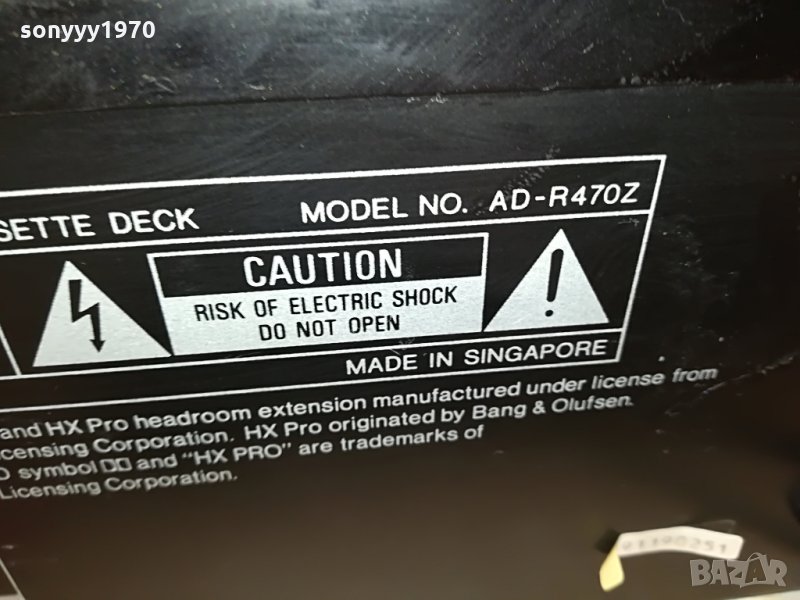 sonyyy1970
SETTE DECK MODEL NO. AD-R470Z
CAUTION
RISK OF ELECTRIC SHOCK
DO NOT OPEN
MADE IN SINGAPORE
and HX Pro headroom extension manufactured under license from
icensing Corporation. HX Pro originated by Bang & Olufsen.
symbol and "HX PRO" are trademarks of
Licensing Corporation.
BAZAR